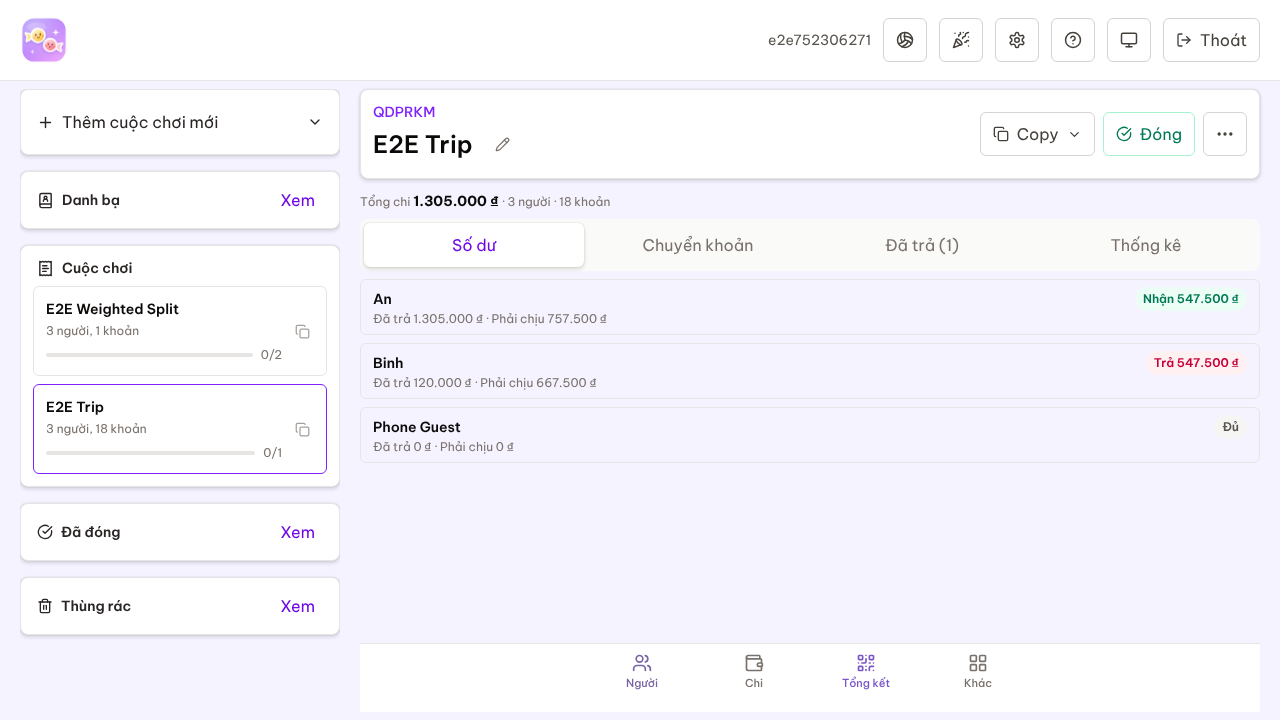 e2e752306271
Thoát
Thêm cuộc chơi mới
Danh bạ
Xem
Cuộc chơi
E2E Weighted Split
3 người, 1 khoản
0/2
E2E Trip
3 người, 18 khoản
0/1
Đã đóng
Xem
Thùng rác
Xem
QDPRKM
E2E Trip
Copy
Đóng
Tổng chi 1.305.000 ₫ · 3 người · 18 khoản
Số dư
Chuyển khoản
Đã trả (1)
Thống kê
An
Nhận 547.500 ₫
Đã trả 1.305.000 ₫ · Phải chịu 757.500 ₫
Binh
Trả 547.500 ₫
Đã trả 120.000 ₫ · Phải chịu 667.500 ₫
Phone Guest
Đủ
Đã trả 0 ₫ · Phải chịu 0 ₫
Người
Chi
Tổng kết
Khác